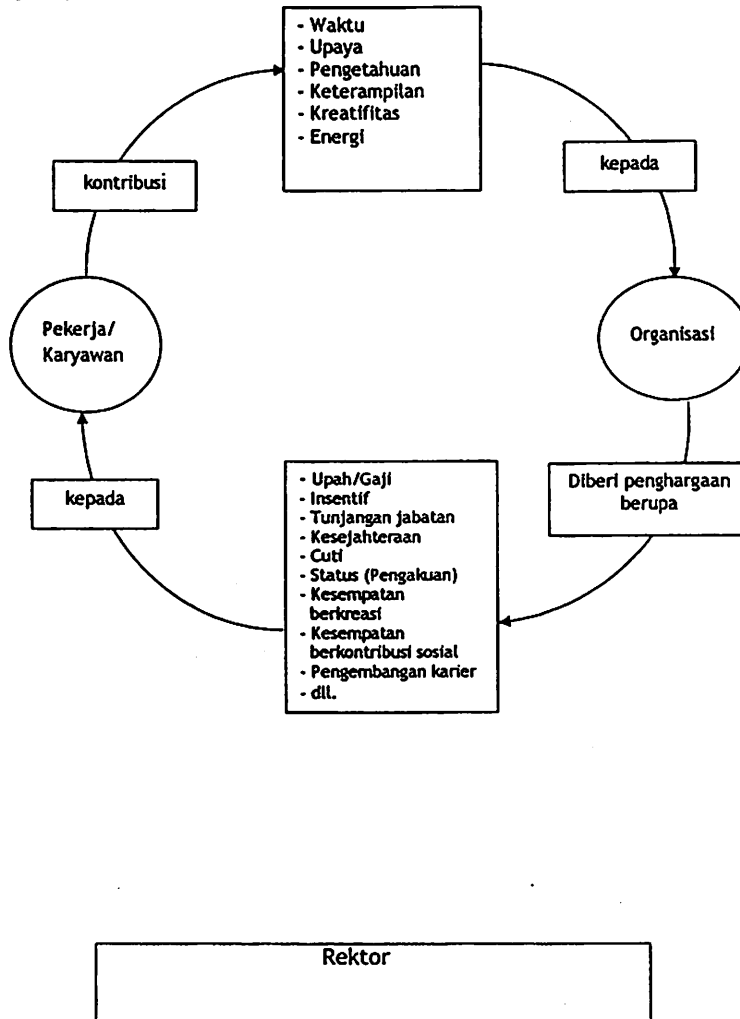 - Waktu
- Upaya
- Pengetahuan
- Keterampilan
- Kreatifitas
- Energi
kontribusi
kepada
Pekerja/
Karyawan
Organisasi
- Upah/Gaji
- Insentif
- Tunjangan jabatan
- Kesejahteraan
- Cuti
- Status (Pengakuan)
- Kesempatan
berkreasi
- Kesempatan
berkontribusi sosial
- Pengembangan karier
- dll.
kepada
Diberi penghargaan
berupa
Rektor